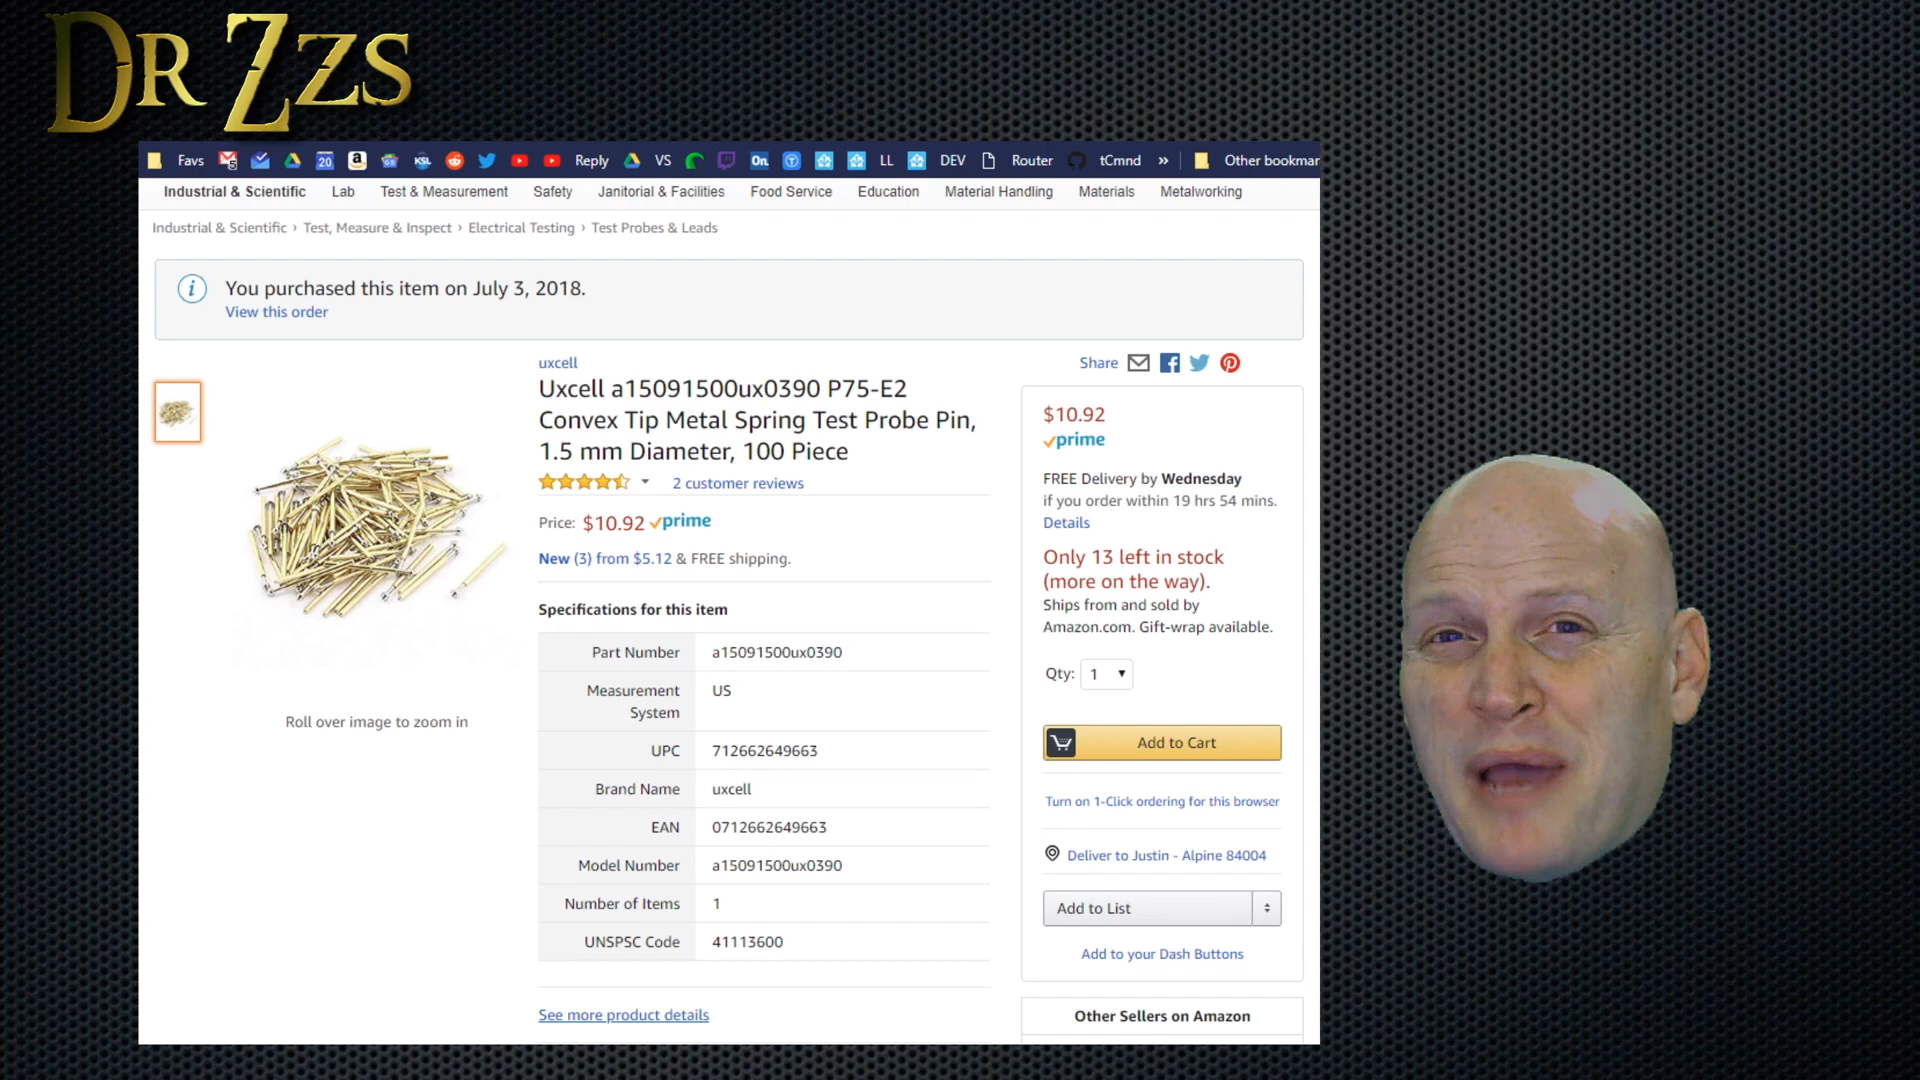 DR ZZS
Favs 20 KSL Reply VS On. LL DEV Router tCmnd » Other bookmar
Industrial & Scientific Lab Test & Measurement Safety Janitorial & Facilities Food Service Education Material Handling Materials Metalworking
Industrial & Scientific › Test, Measure & Inspect › Electrical Testing › Test Probes & Leads
You purchased this item on July 3, 2018.
View this order
uxcell
Uxcell a15091500ux0390 P75-E2
Convex Tip Metal Spring Test Probe Pin,
1.5 mm Diameter, 100 Piece
2 customer reviews
Price: $10.92 prime
New (3) from $5.12 & FREE shipping.
Specifications for this item
Part Number a15091500ux0390
Measurement System US
UPC 712662649663
Brand Name uxcell
EAN 0712662649663
Model Number a15091500ux0390
Number of Items 1
UNSPSC Code 41113600
See more product details
Roll over image to zoom in
Share
$10.92
prime
FREE Delivery by Wednesday
if you order within 19 hrs 54 mins.
Details
Only 13 left in stock
(more on the way).
Ships from and sold by
Amazon.com. Gift-wrap available.
Qty: 1
Add to Cart
Turn on 1-Click ordering for this browser
Deliver to Justin - Alpine 84004
Add to List
Add to your Dash Buttons
Other Sellers on Amazon